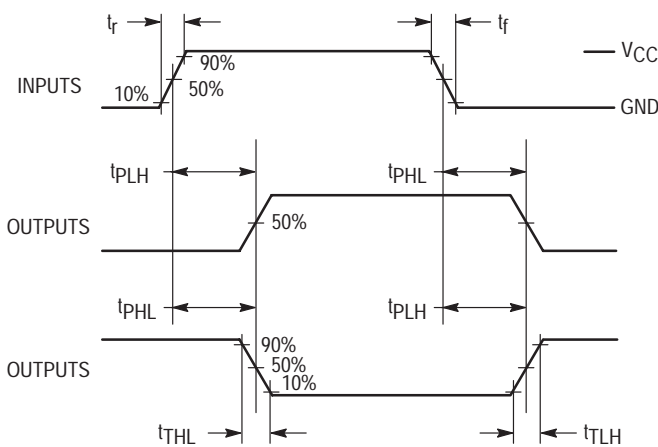 tr
tf
90%
VCC
INPUTS
10%
50%
GND
tPLH
tPHL
OUTPUTS
50%
tPHL
tPLH
90%
OUTPUTS
50%
10%
tTHL
tTLH